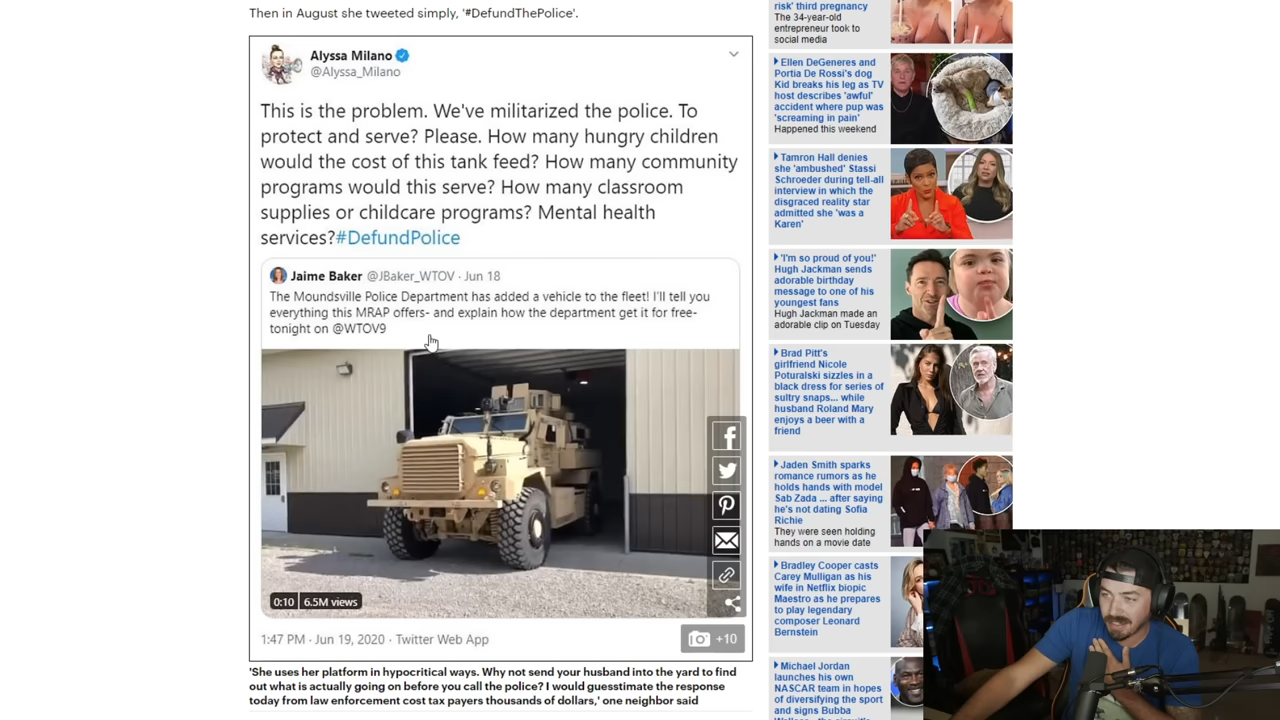 Then in August she tweeted simply, '#DefundThePolice'.
Alyssa Milano
@Alyssa_Milano
This is the problem. We've militarized the police. To
protect and serve? Please. How many hungry children
would the cost of this tank feed? How many community
programs would this serve? How many classroom
supplies or childcare programs? Mental health
services?#DefundPolice
Jaime Baker @JBaker_WTOV · Jun 18
The Moundsville Police Department has added a vehicle to the fleet! I'll tell you
everything this MRAP offers- and explain how the department get it for free-
tonight on @WTOV9
0:10 6.5M views
1:47 PM · Jun 19, 2020 · Twitter Web App
+10
'She uses her platform in hypocritical ways. Why not send your husband into the yard to find
out what is actually going on before you call the police? I would guesstimate the response
today from law enforcement cost tax payers thousands of dollars,' one neighbor said
risk' third pregnancy
The 34-year-old
entrepreneur took to
social media
Ellen DeGeneres and
Portia De Rossi's dog
Kid breaks his leg as TV
host describes 'awful'
accident where pup was
'screaming in pain'
Happened this weekend
Tamron Hall denies
she 'ambushed' Stassi
Schroeder during tell-all
interview in which the
disgraced reality star
admitted she 'was a
Karen'
'I'm so proud of you!'
Hugh Jackman sends
adorable birthday
message to one of his
youngest fans
Hugh Jackman made an
adorable clip on Tuesday
Brad Pitt's
girlfriend Nicole
Poturalski sizzles in a
black dress for series of
sultry snaps... while
husband Roland Mary
enjoys a beer with a
friend
Jaden Smith sparks
romance rumors as he
holds hands with model
Sab Zada ... after saying
he's not dating Sofia
Richie
They were seen holding
hands on a movie date
Bradley Cooper casts
Carey Mulligan as his
wife in Netflix biopic
Maestro as he prepares
to play legendary
composer Leonard
Bernstein
Michael Jordan
launches his own
NASCAR team in hopes
of diversifying the sport
and signs Bubba